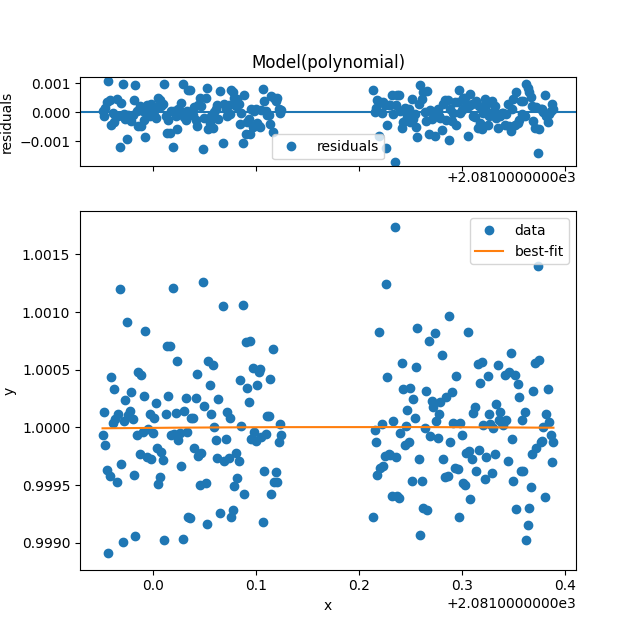 Model(polynomial)
0.001
0.000
−0.001
residuals
residuals
+2.0810000000e3
1.0015
1.0010
1.0005
1.0000
0.9995
0.9990
y
data
best-fit
0.0
0.1
0.2
0.3
0.4
x
+2.0810000000e3